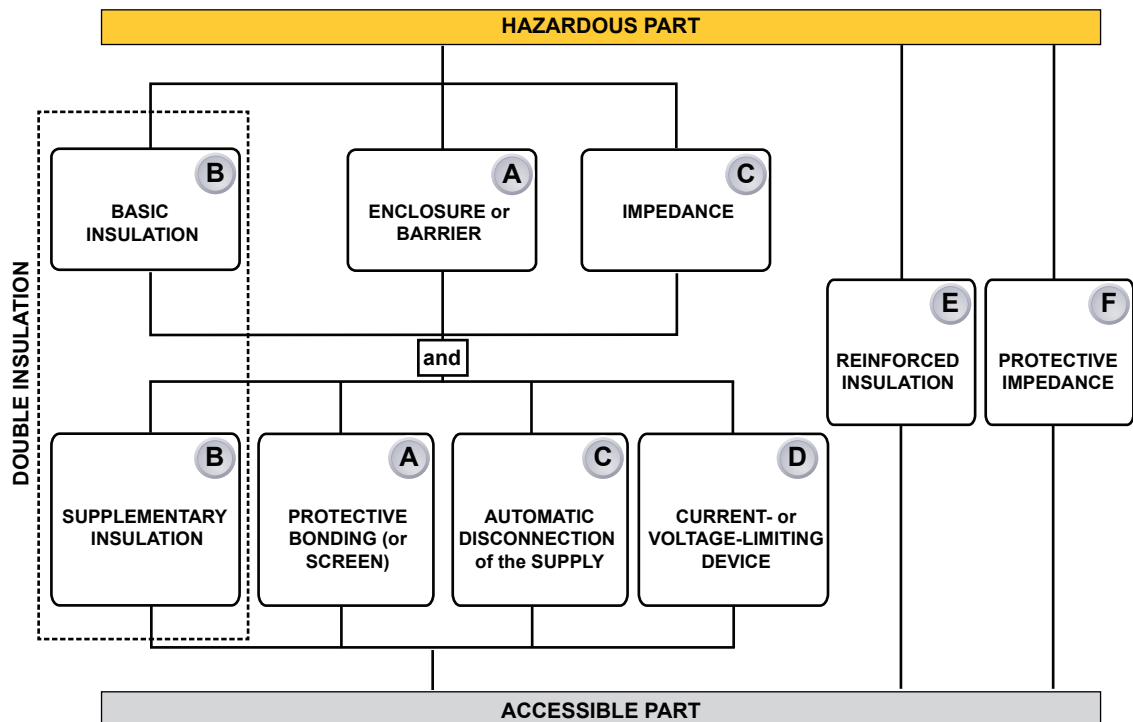 HAZARDOUS PART
B
BASIC
INSULATION
A
ENCLOSURE or
BARRIER
C
IMPEDANCE
E
REINFORCED
INSULATION
F
PROTECTIVE
IMPEDANCE
DOUBLE INSULATION
and
B
SUPPLEMENTARY
INSULATION
A
PROTECTIVE
BONDING (or
SCREEN)
C
AUTOMATIC
DISCONNECTION
of the SUPPLY
D
CURRENT- or
VOLTAGE-LIMITING
DEVICE
ACCESSIBLE PART